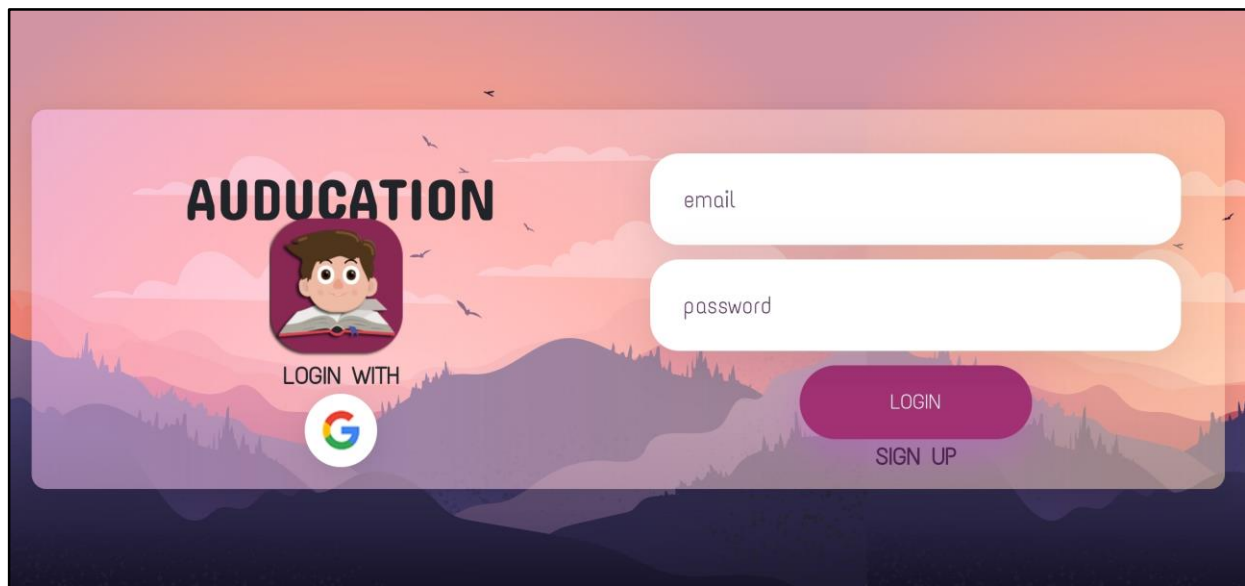 AUDUCATION
LOGIN WITH
email
password
LOGIN
SIGN UP